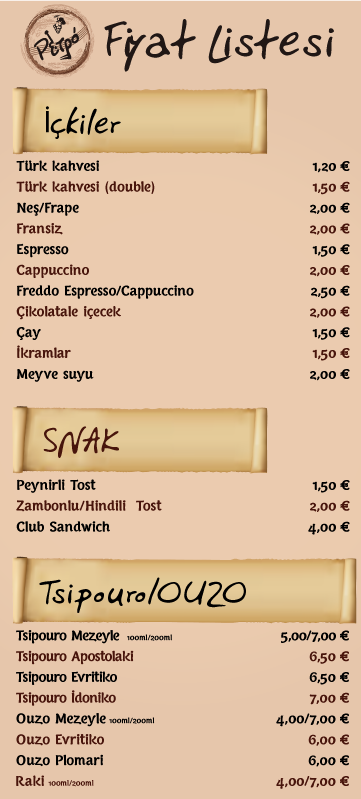 Ρετρό Fiyat Listesi
İçkiler
Türk kahvesi 1,20 €
Türk kahvesi (double) 1,50 €
Neş/Frape 2,00 €
Fransiz 2,00 €
Espresso 1,50 €
Cappuccino 2,00 €
Freddo Espresso/Cappuccino 2,50 €
Çikolatale içecek 2,00 €
Çay 1,50 €
İkramlar 1,50 €
Meyve suyu 2,00 €
SNAK
Peynirli Tost 1,50 €
Zambonlu/Hindili Tost 2,00 €
Club Sandwich 4,00 €
Tsipouro/OUZO
Tsipouro Mezeyle 100ml/200ml 5,00/7,00 €
Tsipouro Apostolaki 6,50 €
Tsipouro Evritiko 6,50 €
Tsipouro İdoniko 7,00 €
Ouzo Mezeyle 100ml/200ml 4,00/7,00 €
Ouzo Evritiko 6,00 €
Ouzo Plomari 6,00 €
Raki 100ml/200ml 4,00/7,00 €